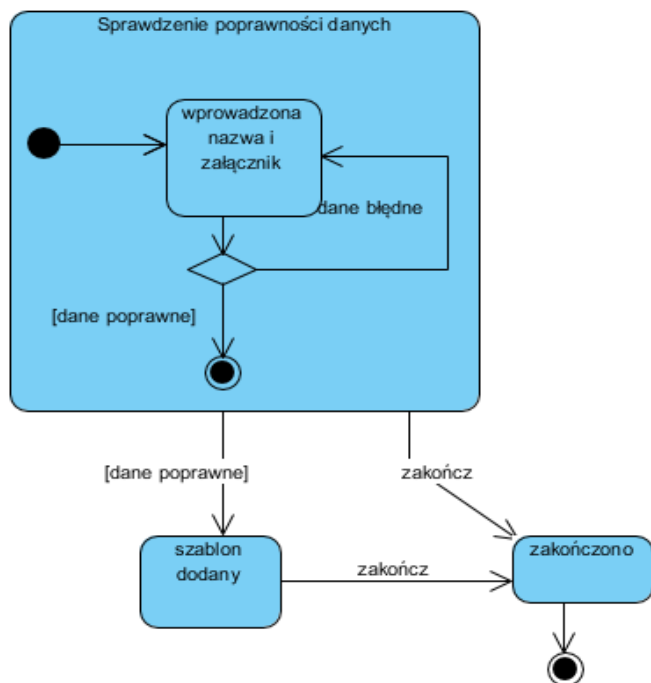 Sprawdzenie poprawności danych
wprowadzona
nazwa i
załącznik
dane błędne
[dane poprawne]
[dane poprawne]
zakończ
szablon
dodany
zakończ
zakończono